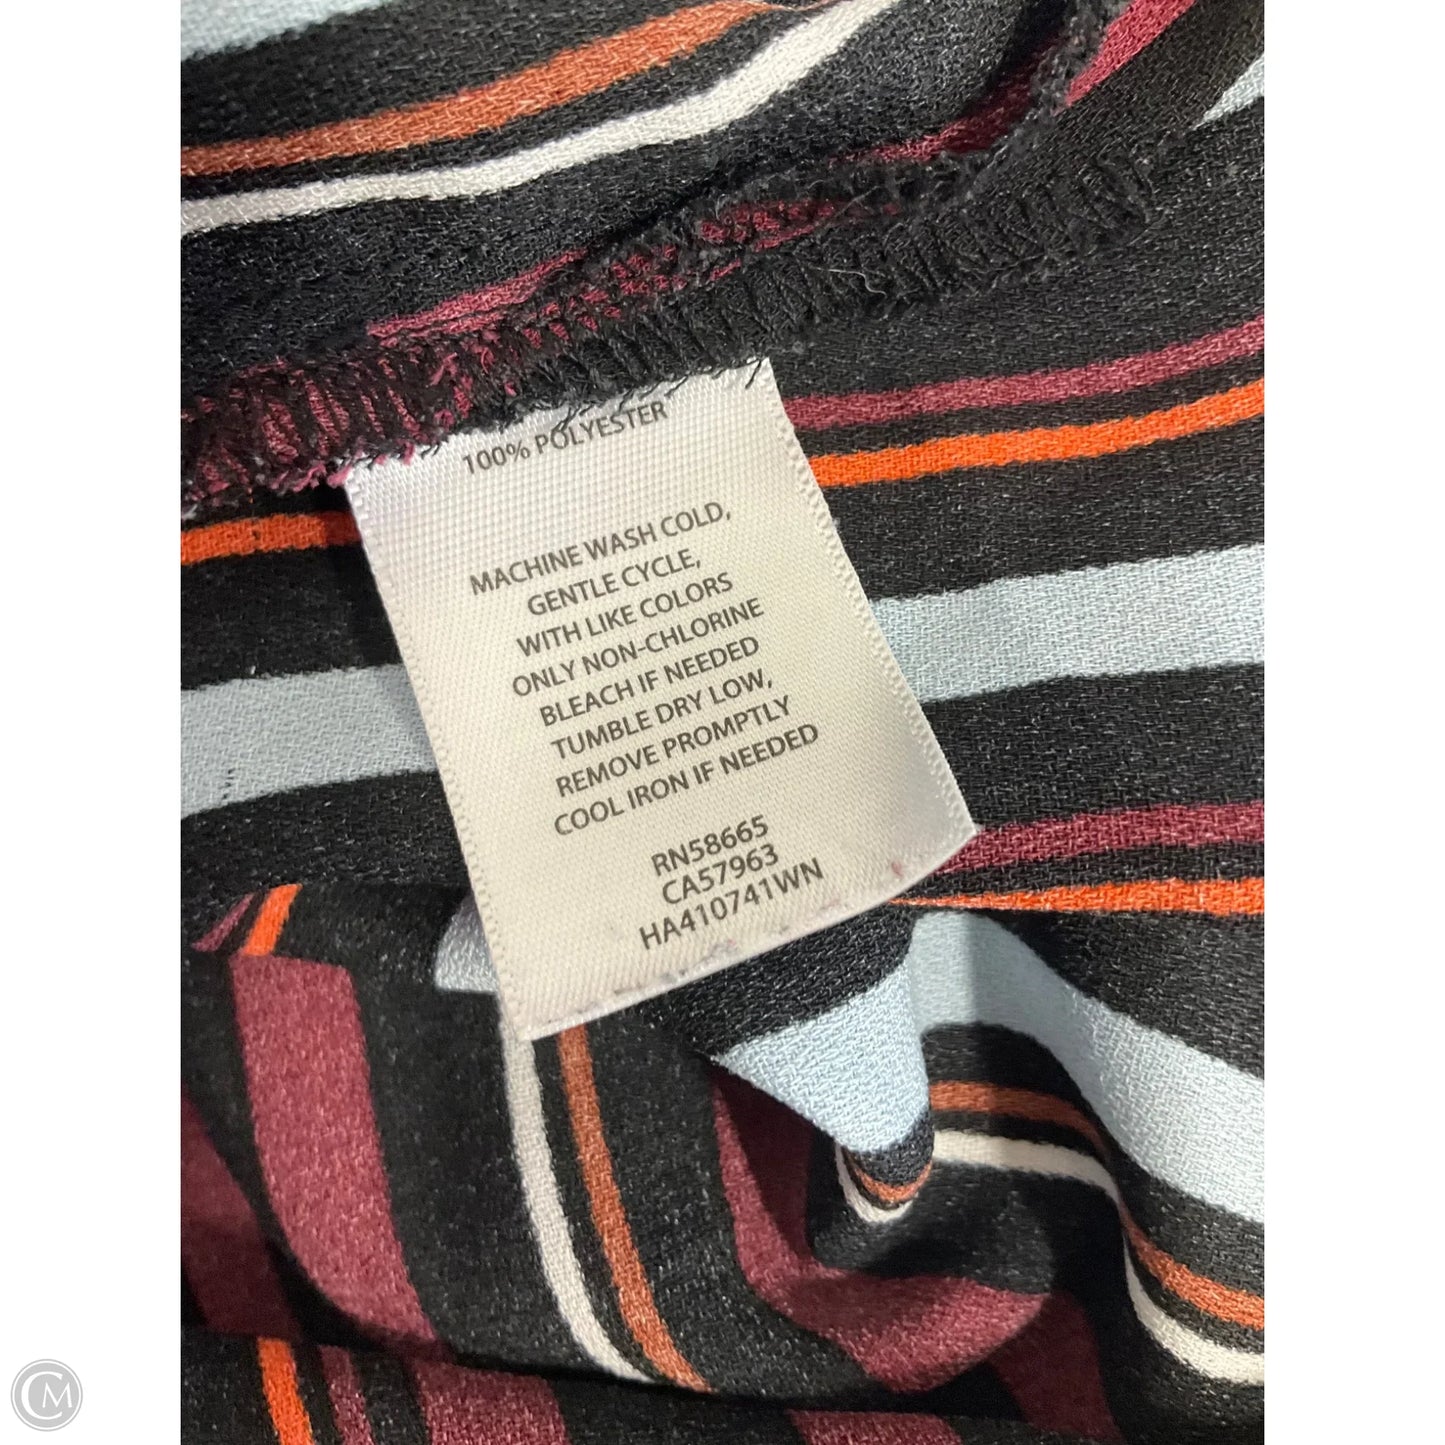 100% POLYESTER
MACHINE WASH COLD,
GENTLE CYCLE,
WITH LIKE COLORS
ONLY NON-CHLORINE
BLEACH IF NEEDED
TUMBLE DRY LOW,
REMOVE PROMPTLY
COOL IRON IF NEEDED
RN58665
CA57963
HA410741WN
CM